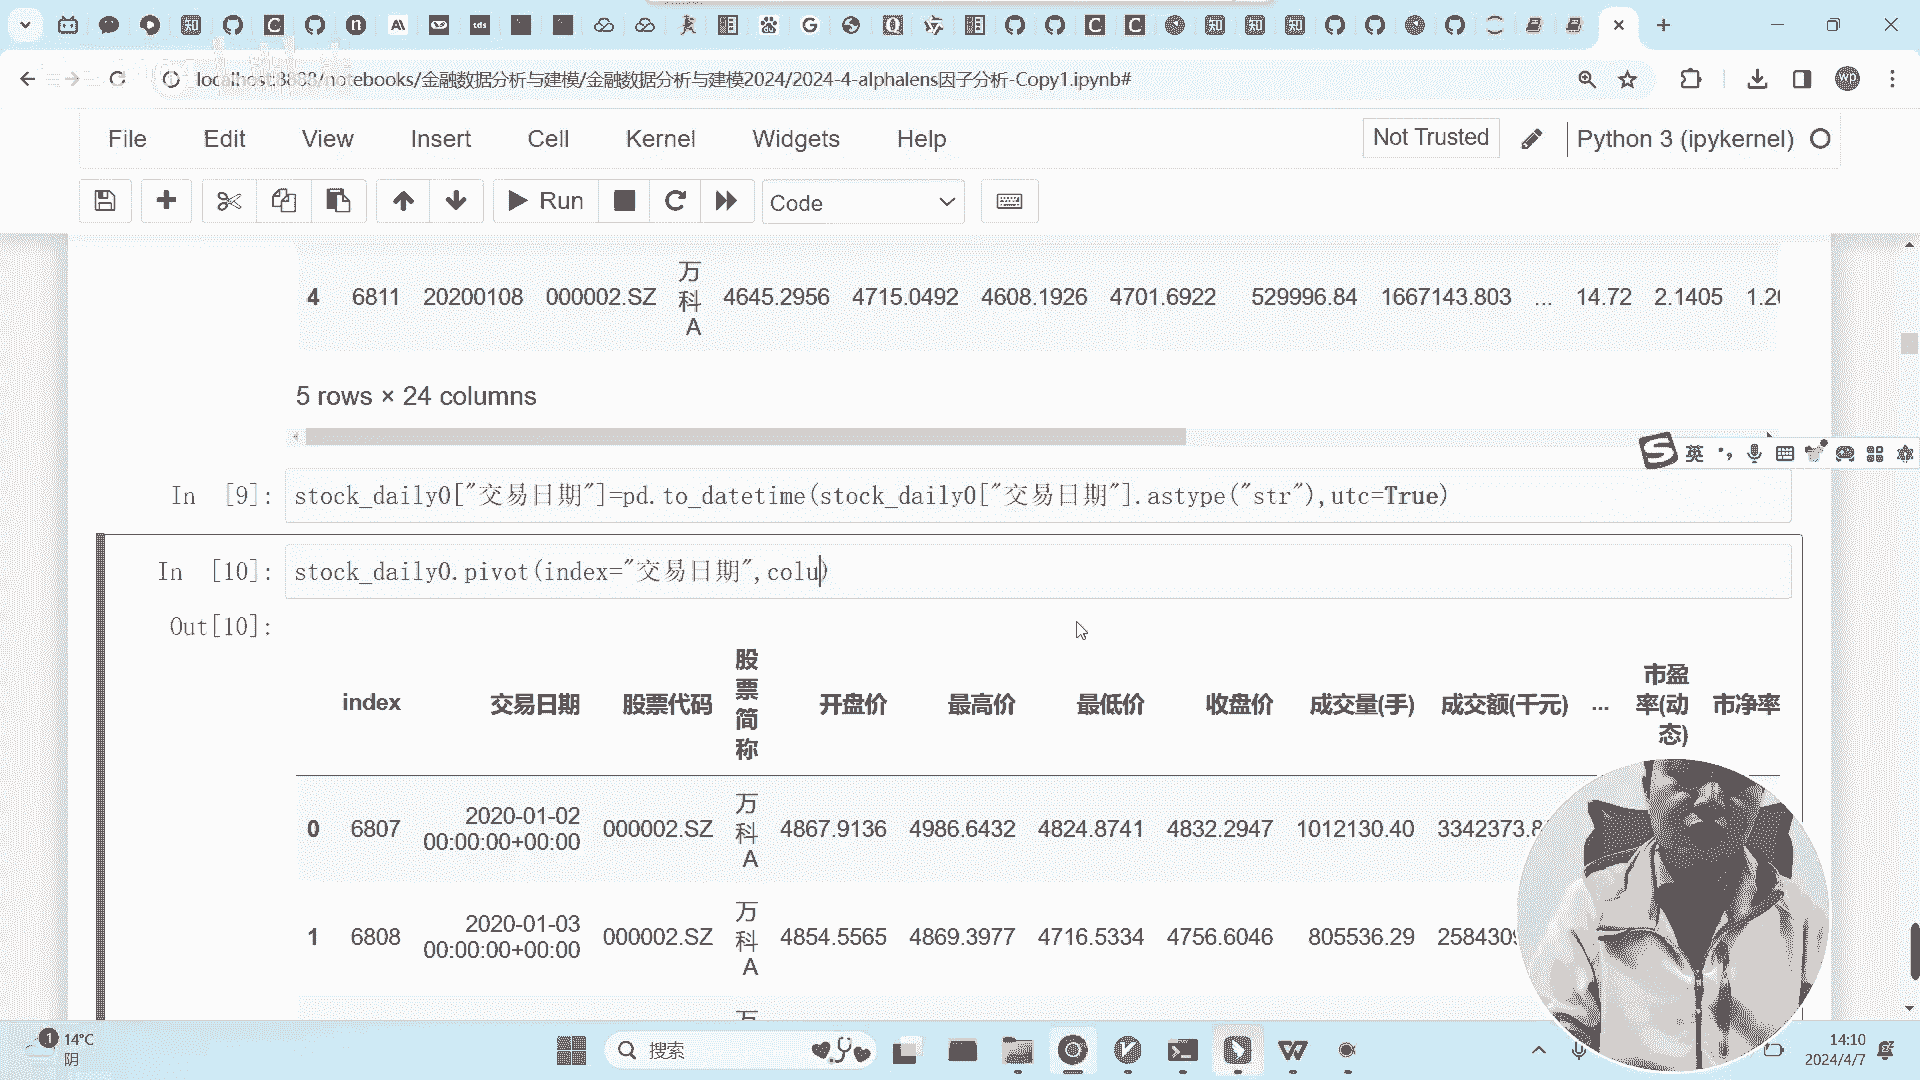 localhost:8888/notebooks/金融数据分析与建模/金融数据分析与建模2024/2024-4-alphalens因子分析-Copy1.ipynb#
File Edit View Insert Cell Kernel Widgets Help
Not Trusted
Python 3 (ipykernel)
Run
Code
4 6811 20200108 000002.SZ 万科A 4645.2956 4715.0492 4608.1926 4701.6922 529996.84 1667143.803 ... 14.72 2.1405
5 rows × 24 columns
英
In [9]: stock_daily0["交易日期"]=pd.to_datetime(stock_daily0["交易日期"].astype("str"),utc=True)
In [10]: stock_daily0.pivot(index="交易日期",colu)
Out[10]:
index 交易日期 股票代码 股票简称 开盘价 最高价 最低价 收盘价 成交量(手) 成交额(千元) ... 市盈率(动态) 市净率
0 6807 2020-01-02 00:00:00+00:00 000002.SZ 万科A 4867.9136 4986.6432 4824.8741 4832.2947 1012130.40
1 6808 2020-01-03 00:00:00+00:00 000002.SZ 万科A 4854.5565 4869.3977 4716.5334 4756.6046 805536.29
1
14°C
阴
搜索
14:10
2024/4/7